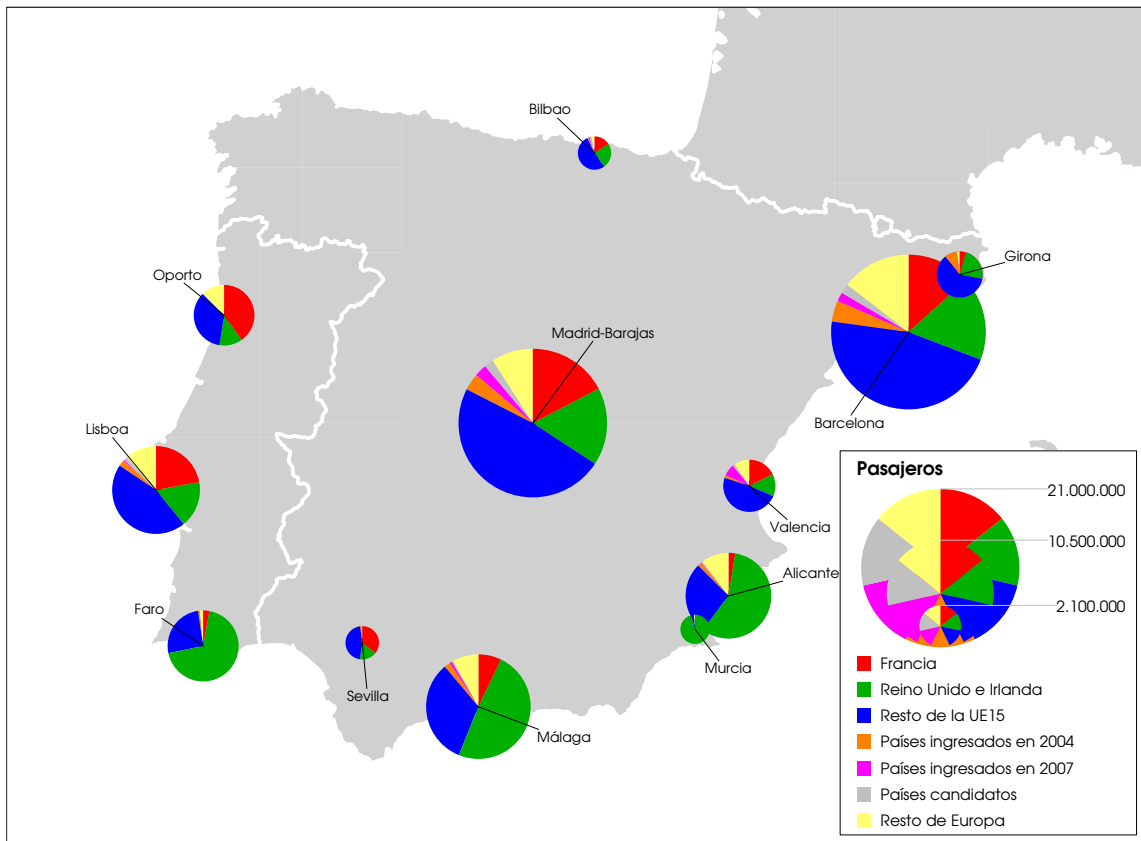 Bilbao
Girona
Oporto
Madrid-Barajas
Barcelona
Lisboa
Valencia
Alicante
Faro
Murcia
Sevilla
Málaga
Pasajeros
21.000.000
10.500.000
2.100.000
Francia
Reino Unido e Irlanda
Resto de la UE15
Países ingresados en 2004
Países ingresados en 2007
Países candidatos
Resto de Europa